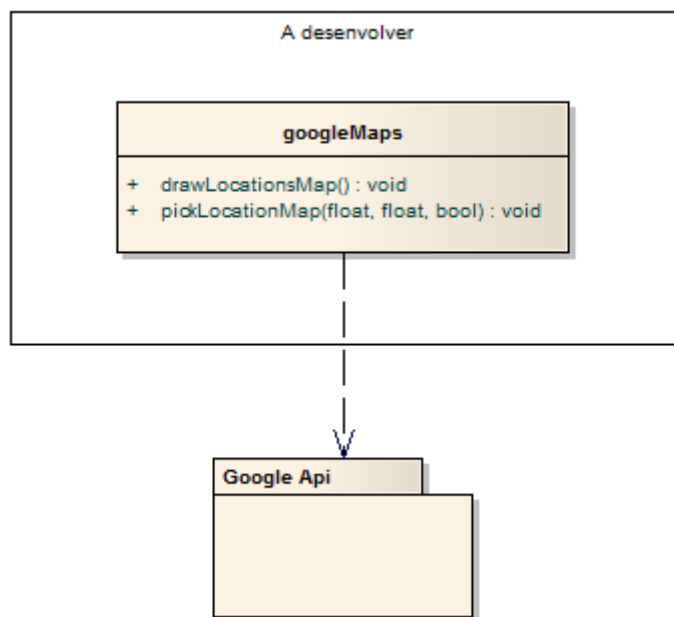 A desenvolver
googleMaps
+ drawLocationsMap() : void
+ pickLocationMap(float, float, bool) : void
Google Api